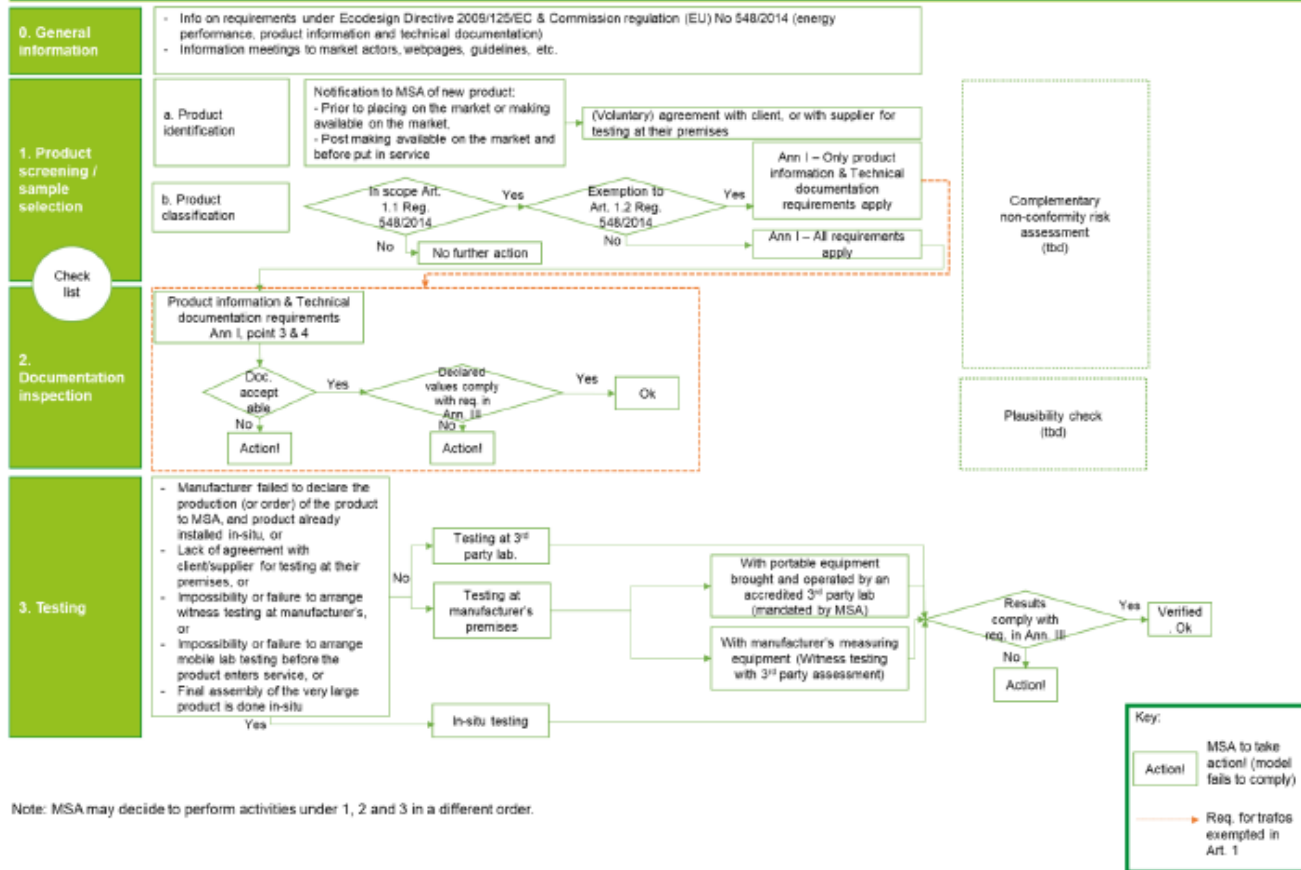 0. General
information
- Info on requirements under Ecodesign Directive 2009/125/EC & Commission regulation (EU) No 548/2014 (energy
performance, product information and technical documentation)
- Information meetings to market actors, webpages, guidelines, etc.
1. Product
screening /
sample
selection
a. Product
identification
Notification to MSA of new product:
- Prior to placing on the market or making
available on the market,
- Post making available on the market and
before put in service
(Voluntary) agreement with client, or with supplier for
testing at their premises
b. Product
classification
In scope Art.
1.1 Reg.
548/2014
Yes
No
No further action
Exemption to
Art. 1.2 Reg.
548/2014
Yes
No
Ann I – Only product
information & Technical
documentation
requirements apply
Ann I – All requirements
apply
Complementary
non-conformity risk
assessment
(tbd)
Check
list
2.
Documentation
inspection
Product information & Technical
documentation requirements
Ann I, point 3 & 4
Doc.
accept
able
Yes
No
Action!
Declared
values comply
with req. in
Ann. III
Yes
No
Action!
Ok
Plausibility check
(tbd)
3. Testing
- Manufacturer failed to declare the
production (or order) of the product
to MSA, and product already
installed in-situ, or
- Lack of agreement with
client/supplier for testing at their
premises, or
- Impossibility or failure to arrange
witness testing at manufacturer's,
or
- Impossibility or failure to arrange
mobile lab testing before the
product enters service, or
- Final assembly of the very large
product is done in-situ
No
Yes
Testing at 3rd
party lab.
Testing at
manufacturer's
premises
In-situ testing
With portable equipment
brought and operated by an
accredited 3rd party lab
(mandated by MSA)
With manufacturer's measuring
equipment (Witness testing
with 3rd party assessment)
Results
comply with
req. in Ann. III
Yes
No
Action!
Verified
. Ok
Key:
Action!
MSA to take
action! (model
fails to comply)
Req. for trafos
exempted in
Art. 1
Note: MSA may decide to perform activities under 1, 2 and 3 in a different order.